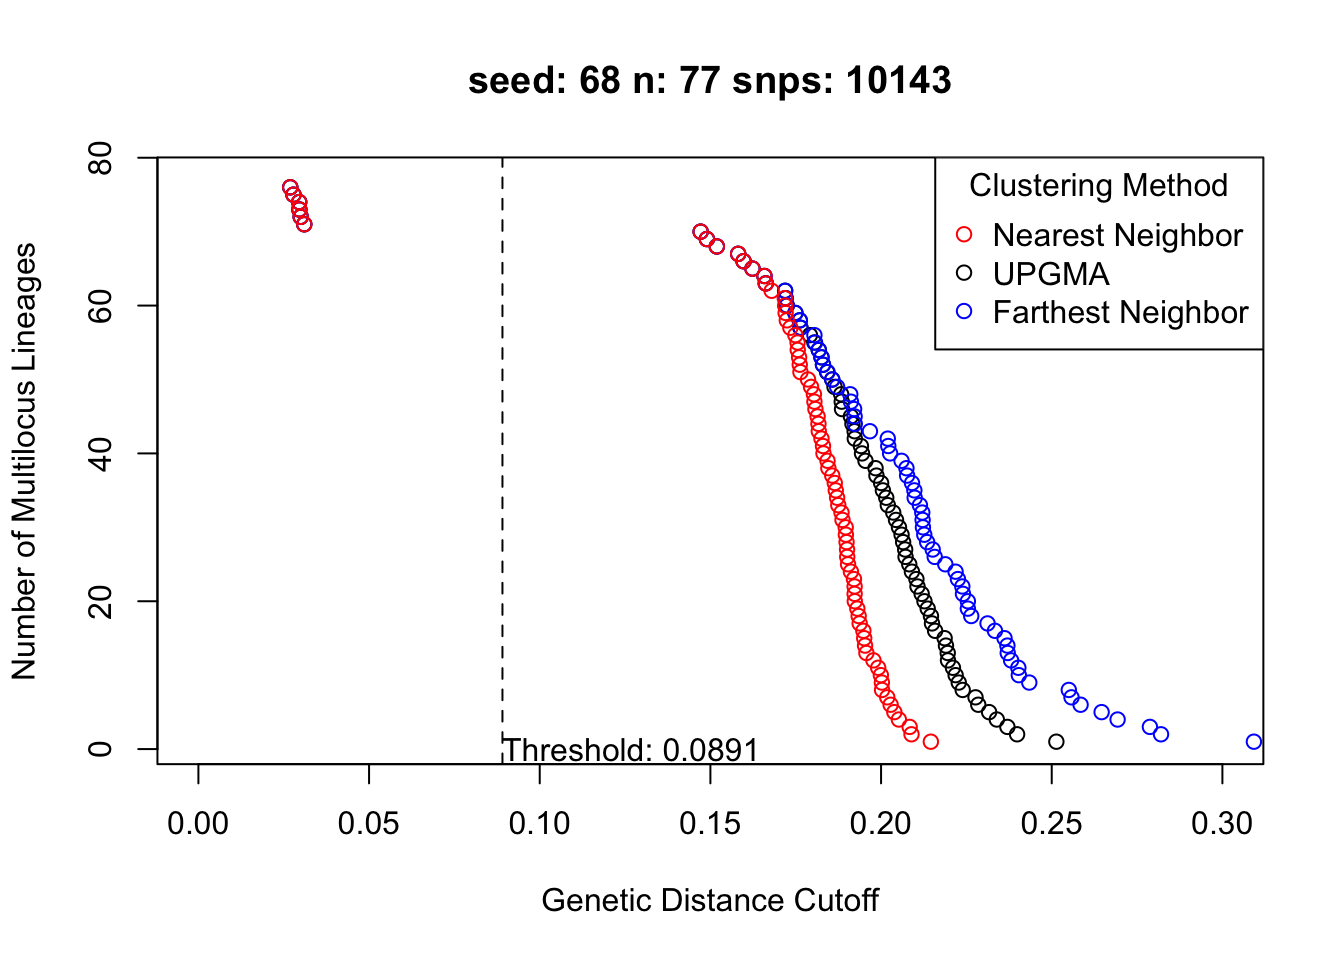 seed: 68 n: 77 snps: 10143
Number of Multilocus Lineages
80
60
40
20
0
Clustering Method
Nearest Neighbor
UPGMA
Farthest Neighbor
Threshold: 0.0891
0.00 0.05 0.10 0.15 0.20 0.25 0.30
Genetic Distance Cutoff